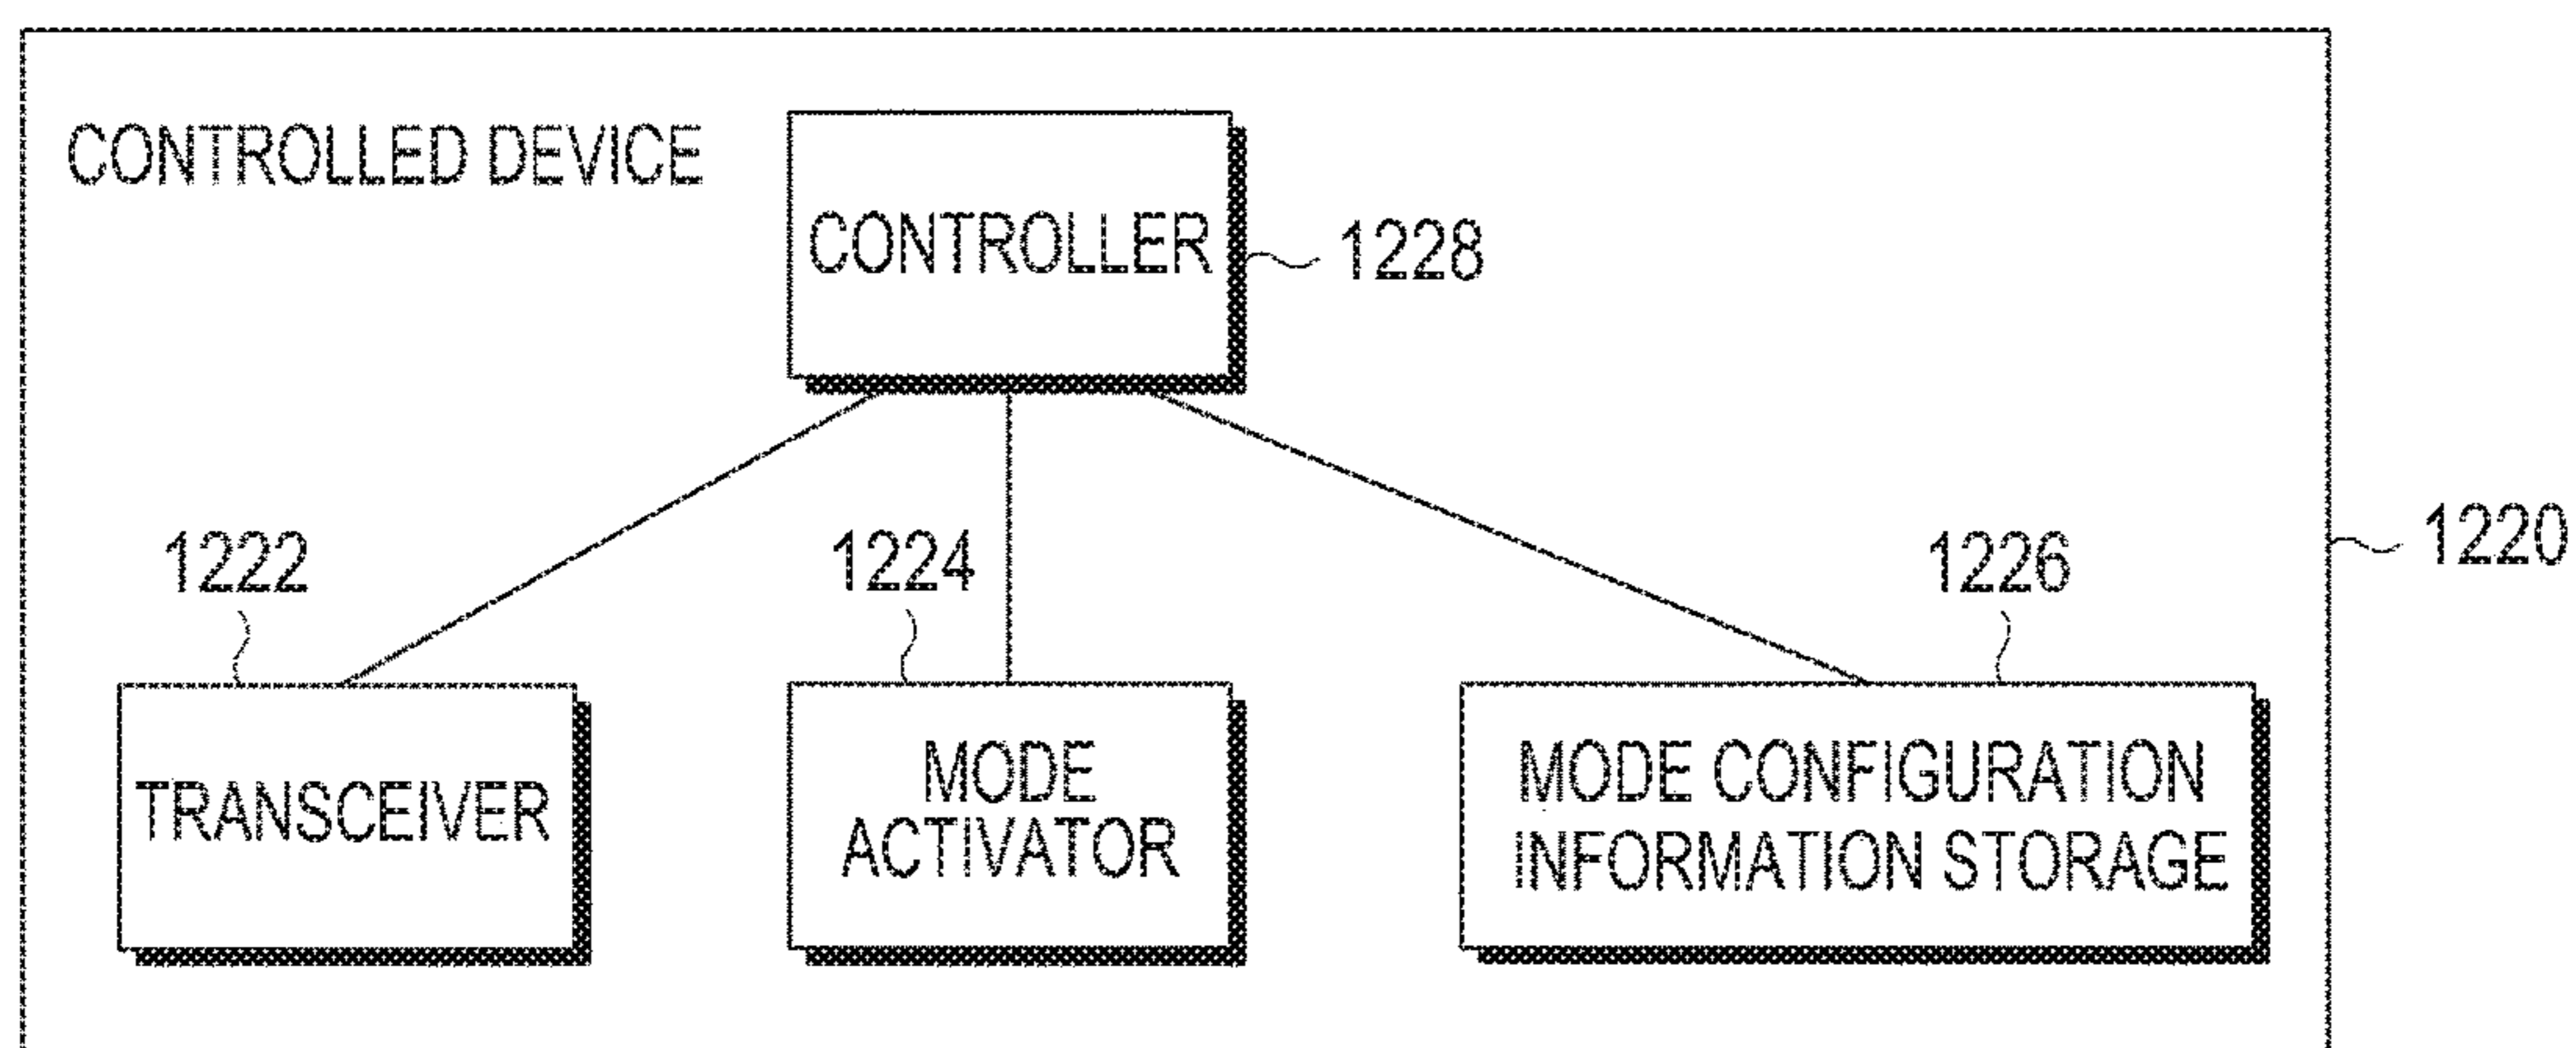 CONTROLLED DEVICE
CONTROLLER
1228
1220
1222
1224
1226
TRANSCEIVER
MODE
ACTIVATOR
MODE CONFIGURATION
INFORMATION STORAGE